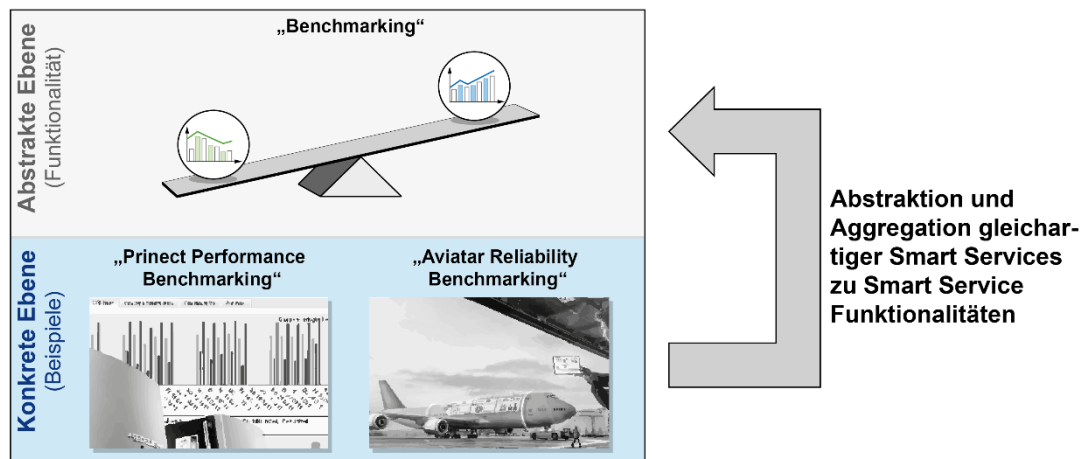 „Benchmarking“
Abstrakte Ebene
(Funktionalität)
„Prinect Performance
Benchmarking“
„Aviatar Reliability
Benchmarking“
Konkrete Ebene
(Beispiele)
Abstraktion und
Aggregation gleichar-
tiger Smart Services
zu Smart Service
Funktionalitäten